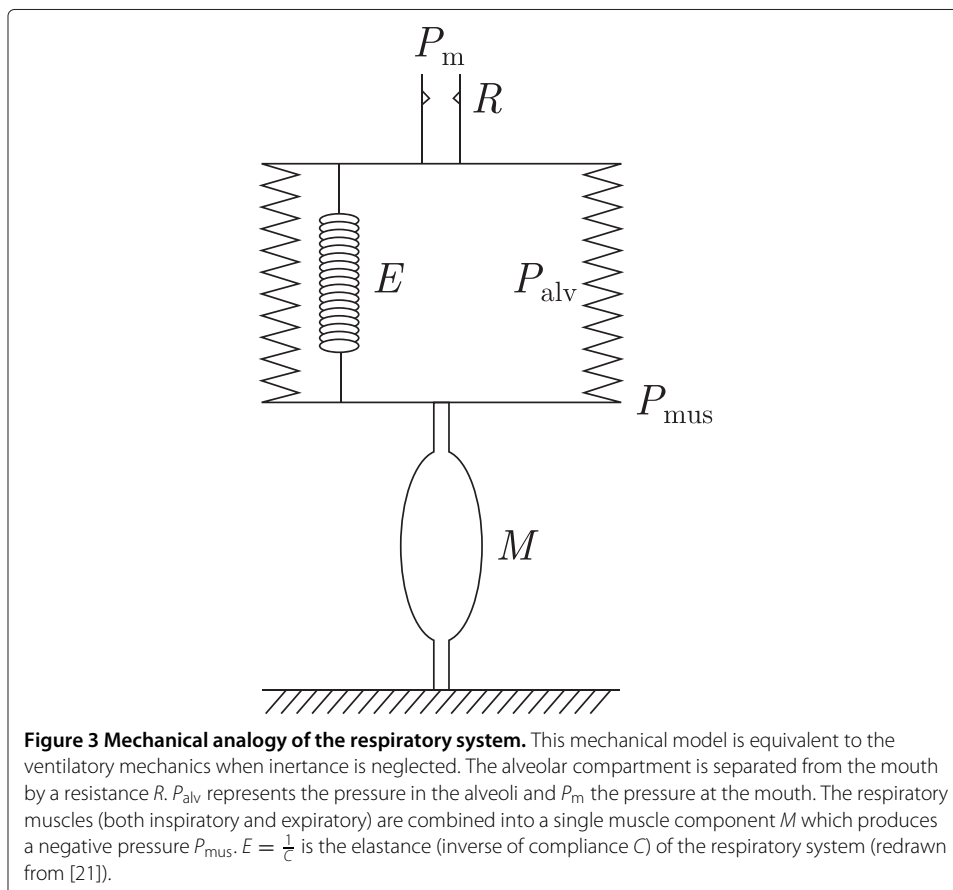 P_m
R
E
P_alv
P_mus
M
Figure 3 Mechanical analogy of the respiratory system. This mechanical model is equivalent to the
ventilatory mechanics when inertance is neglected. The alveolar compartment is separated from the mouth
by a resistance R. P_alv represents the pressure in the alveoli and P_m the pressure at the mouth. The respiratory
muscles (both inspiratory and expiratory) are combined into a single muscle component M which produces
a negative pressure P_mus. E = 1/C is the elastance (inverse of compliance C) of the respiratory system (redrawn
from [21]).